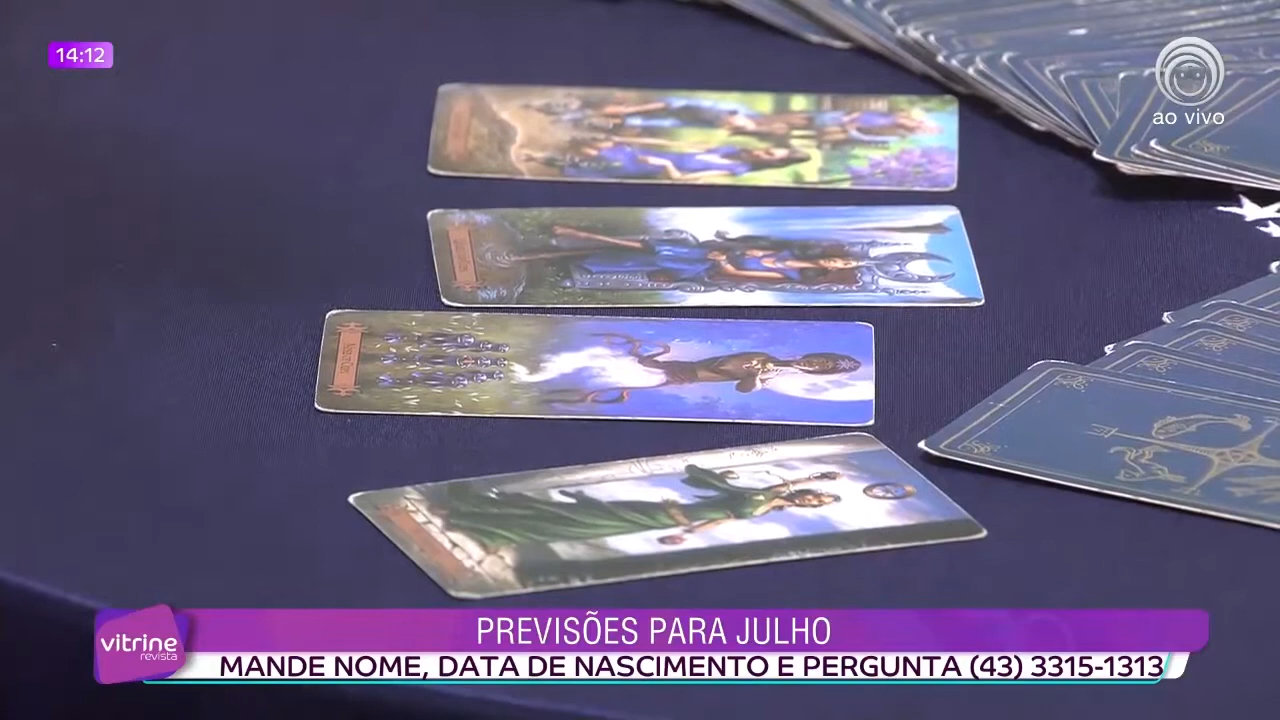 14:12
ao vivo
PREVISÕES PARA JULHO
vitrine
revista
MANDE NOME, DATA DE NASCIMENTO E PERGUNTA (43) 3315-1313